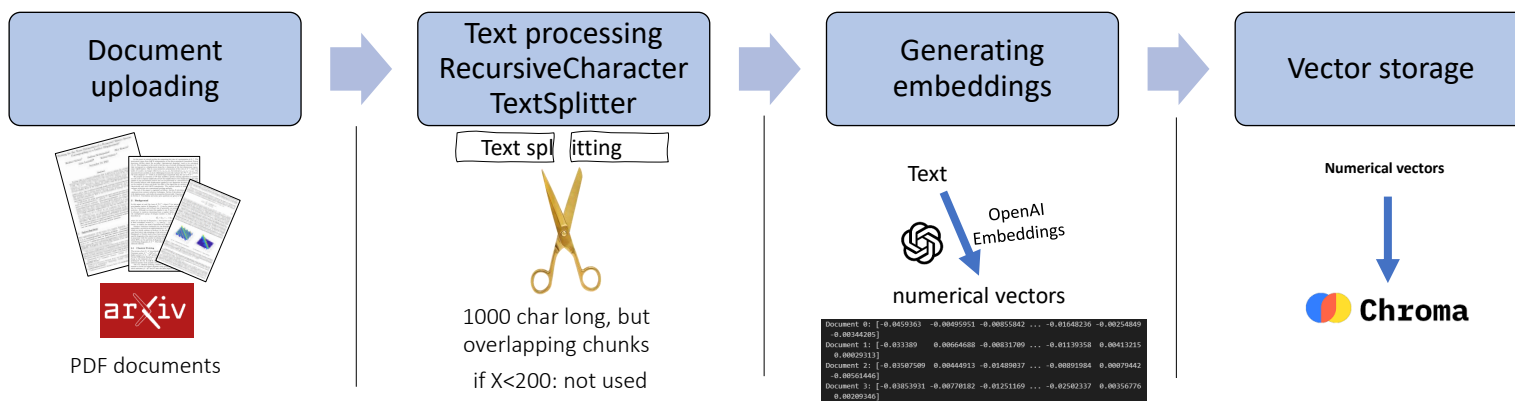 Document
uploading
Text processing
RecursiveCharacter
TextSplitter
Generating
embeddings
Vector storage
Text spl itting
arXiv
PDF documents
1000 char long, but
overlapping chunks
if X<200: not used
Text
OpenAI
Embeddings
numerical vectors
Document 0: [-0.0459363 -0.00495951 -0.00855842 ... -0.01648236 -0.00254849
-0.00344205]
Document 1: [-0.033389 0.00664688 -0.00831709 ... -0.01139358 0.00413215
0.00029313]
Document 2: [-0.03507509 0.00444913 -0.01489037 ... -0.00891984 0.00079442
-0.00561446]
Document 3: [-0.03853931 -0.00770182 -0.01251169 ... -0.02502337 0.00356776
0.00209346]
Numerical vectors
Chroma